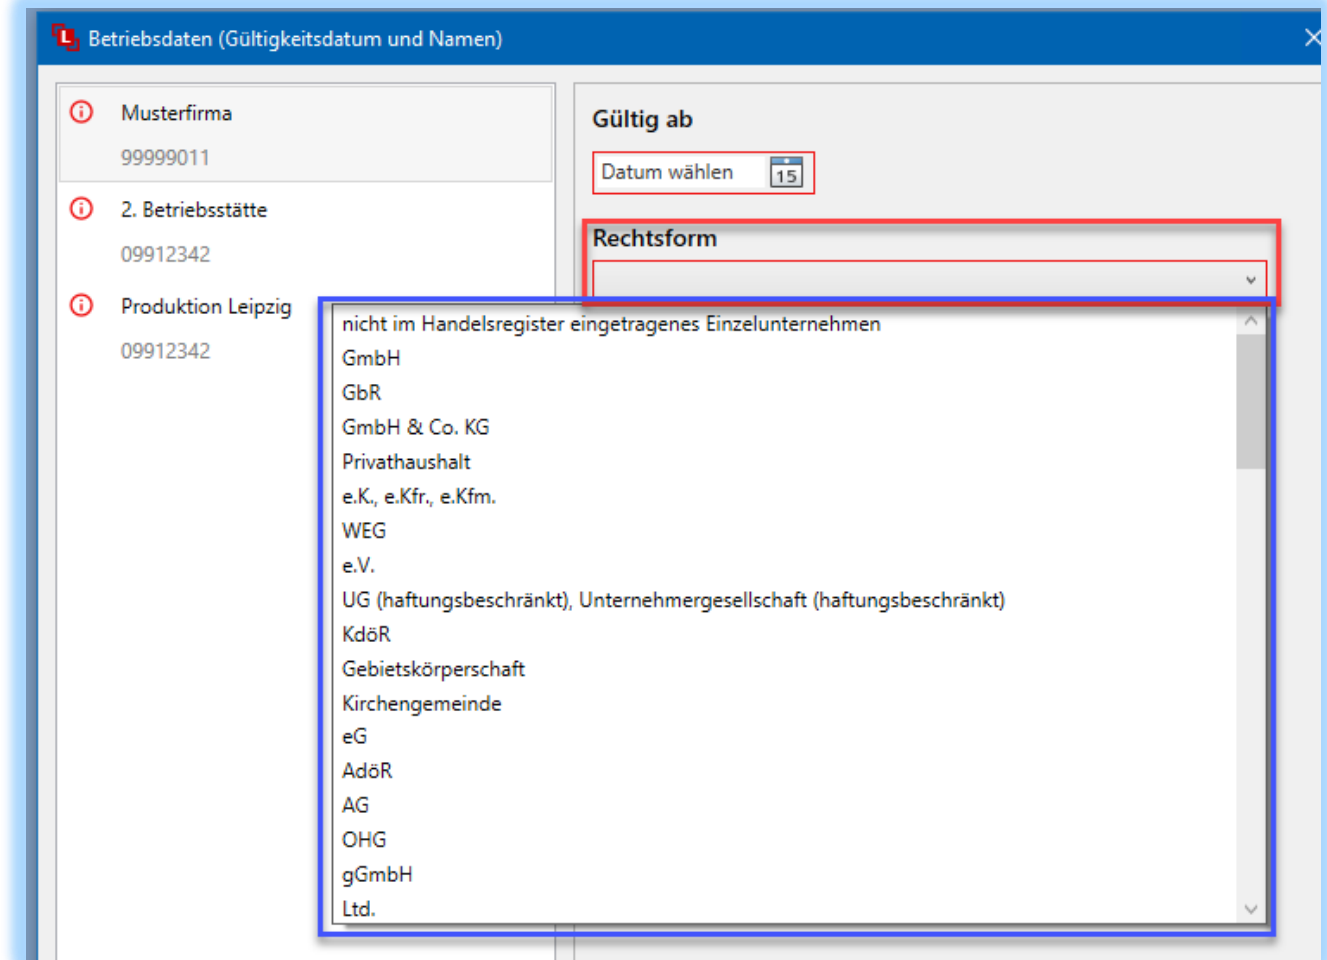 L Betriebsdaten (Gültigkeitsdatum und Namen)
Musterfirma
99999011
2. Betriebsstätte
09912342
Produktion Leipzig
09912342
Gültig ab
Datum wählen 15
Rechtsform
nicht im Handelsregister eingetragenes Einzelunternehmen
GmbH
GbR
GmbH & Co. KG
Privathaushalt
e.K., e.Kfr., e.Kfm.
WEG
e.V.
UG (haftungsbeschränkt), Unternehmergesellschaft (haftungsbeschränkt)
KdöR
Gebietskörperschaft
Kirchengemeinde
eG
AdöR
AG
OHG
gGmbH
Ltd.